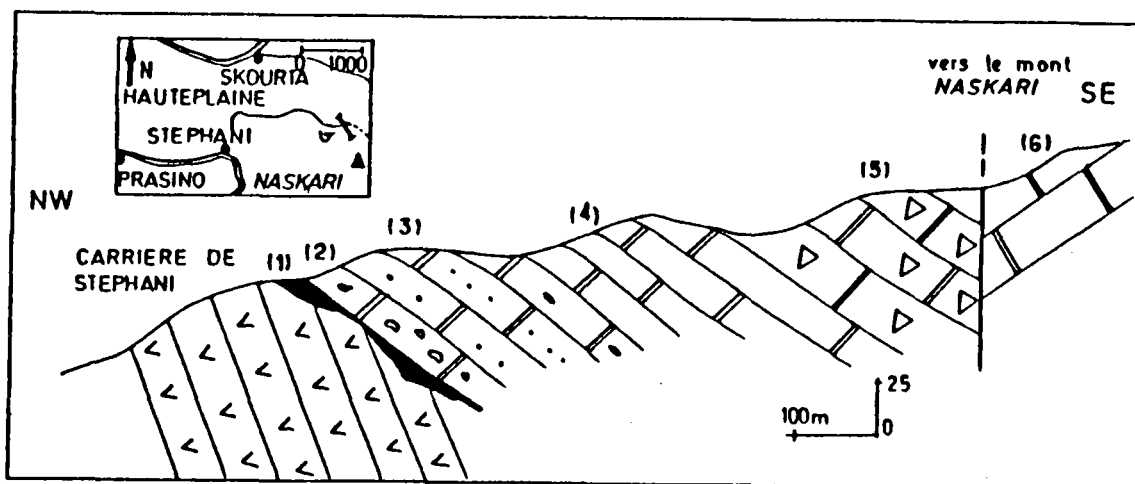 N
0 1000
SKOURTA
HAUTEPLAINE
STEPHANI
PRASINO
NASKARI
vers le mont
NASKARI
SE
NW
CARRIERE DE
STEPHANI
(1)
(2)
(3)
(4)
(5)
(6)
100m
25
0